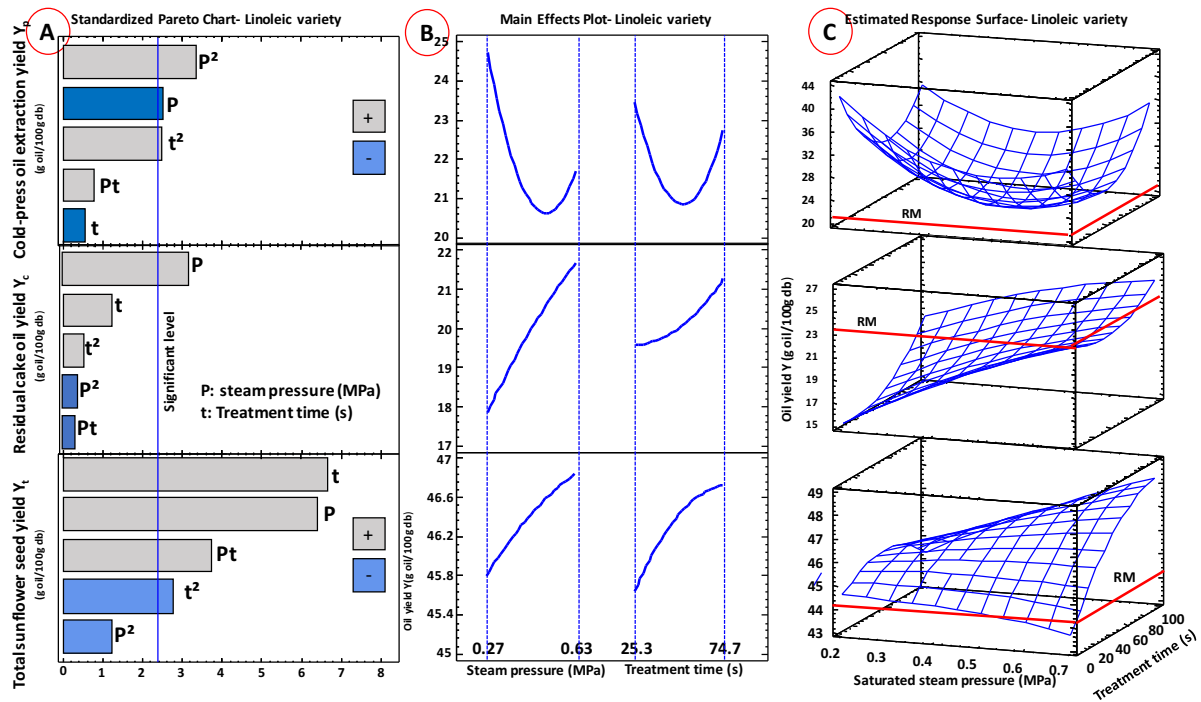 A
Standardized Pareto Chart- Linoleic variety
Cold-press oil extraction yield Yp
(g oil/100g db)
P²
P
t²
Pt
t
+
-
Residual cake oil yield Yc
(g oil/100g db)
P
t
t²
P²
Pt
Significant level
P: steam pressure (MPa)
t: Treatment time (s)
Total sunflower seed yield Yt
(g oil/100g db)
t
P
Pt
t²
P²
+
-
0 1 2 3 4 5 6 7 8
B
Main Effects Plot- Linoleic variety
25
24
23
22
21
20
22
21
20
19
18
17
47
46.6
46.2
45.8
45.4
45
Oil yield Y(g oil/100g db)
0.27 0.63 25.3 74.7
Steam pressure (MPa) Treatment time (s)
C
Estimated Response Surface- Linoleic variety
44
40
36
32
28
24
20
RM
27
25
23
21
19
17
15
RM
Oil yield Y (g oil/100g db)
49
48
47
46
45
44
43
RM
0.2 0.3 0.4 0.5 0.6 0.7
0 20 40 60 80 100
Saturated steam pressure (MPa)
Treatment time (s)